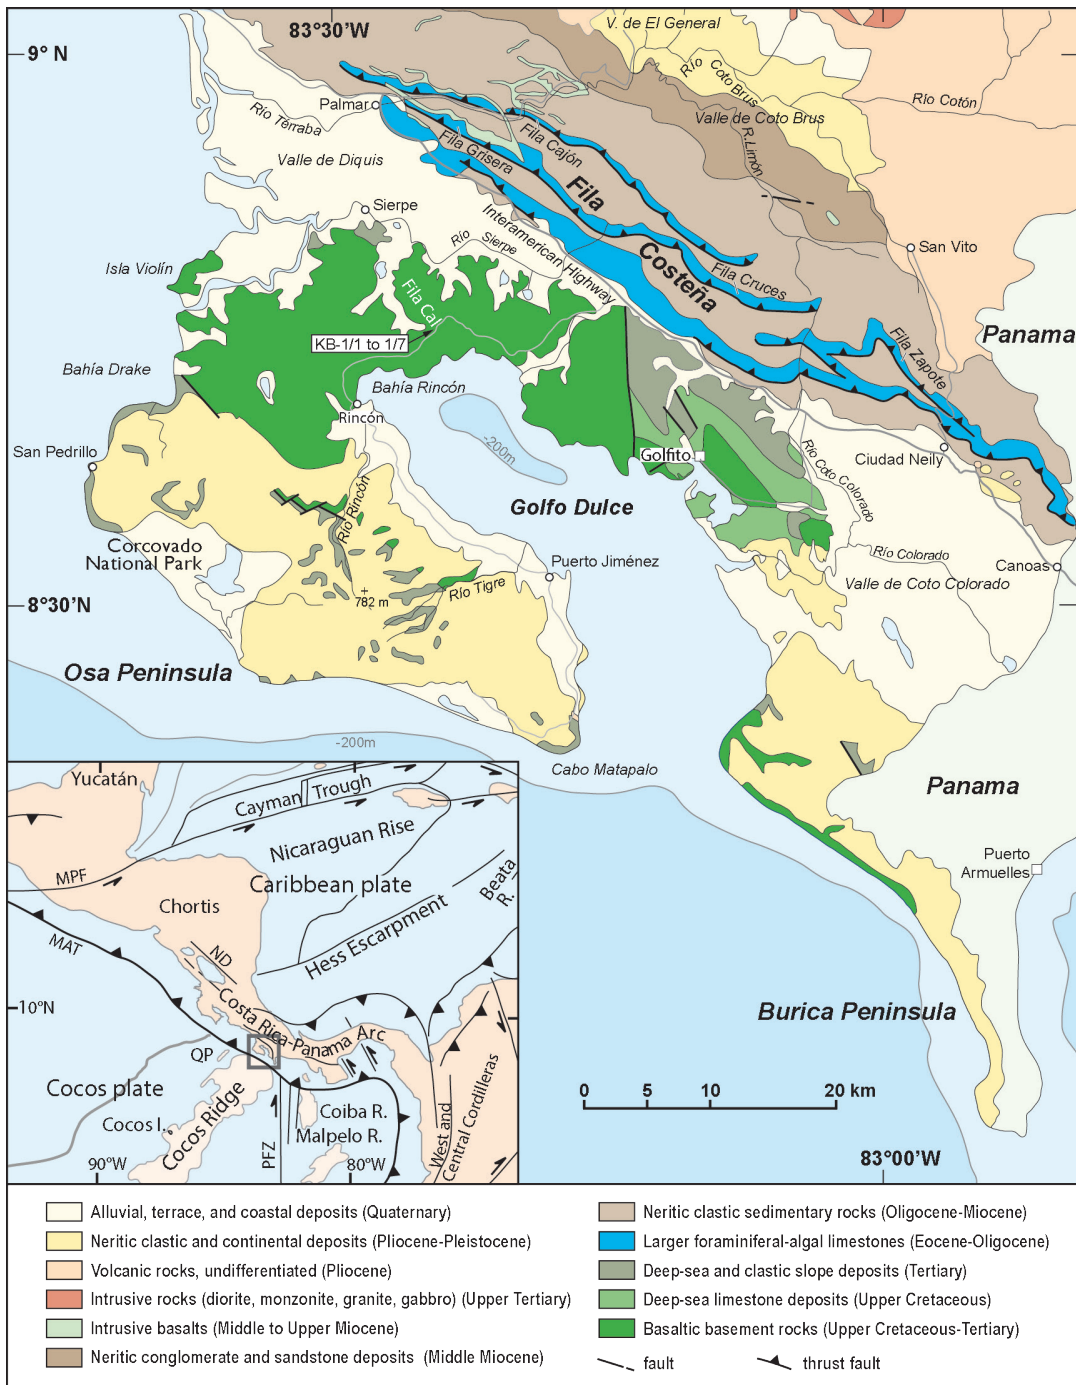 83°30'W
9° N
V. de El General
Río
Coto
Brus
Río Cotón
Palmar
Río Térraba
Valle de Coto Brus
R.Limón
Fila Cajón
Fila Grisera
Valle de Diquis
Fila
Costeña
Sierpe
Río
Sierpe
Interamerican Highway
San Vito
Isla Violín
Fila Cal
Fila Cruces
Panama
KB-1/1 to 1/7
Fila Zapote
Bahía Drake
Bahía Rincón
Rincón
-200m
San Pedrillo
Golfito
Ciudad Neily
Río Coto Colorado
Río Rincón
Golfo Dulce
Corcovado
National Park
Puerto Jiménez
Río Colorado
Canoas
Valle de Coto Colorado
Río Tigre
782 m
8°30'N
Osa Peninsula
-200m
Cabo Matapalo
Panama
Puerto
Armuelles
Burica Peninsula
0 5 10 20 km
83°00'W
Yucatán
Cayman Trough
Nicaraguan Rise
MPF
Caribbean plate
Beata
R.
Chortis
Hess Escarpment
MAT
ND
10°N
Costa Rica-Panama Arc
QP
Cocos plate
Cocos I.
Cocos Ridge
PFZ
Coiba R.
Malpelo R.
West and
Central Cordilleras
90°W
80°W
Alluvial, terrace, and coastal deposits (Quaternary)
Neritic clastic and continental deposits (Pliocene-Pleistocene)
Volcanic rocks, undifferentiated (Pliocene)
Intrusive rocks (diorite, monzonite, granite, gabbro) (Upper Tertiary)
Intrusive basalts (Middle to Upper Miocene)
Neritic conglomerate and sandstone deposits (Middle Miocene)
Neritic clastic sedimentary rocks (Oligocene-Miocene)
Larger foraminiferal-algal limestones (Eocene-Oligocene)
Deep-sea and clastic slope deposits (Tertiary)
Deep-sea limestone deposits (Upper Cretaceous)
Basaltic basement rocks (Upper Cretaceous-Tertiary)
fault
thrust fault